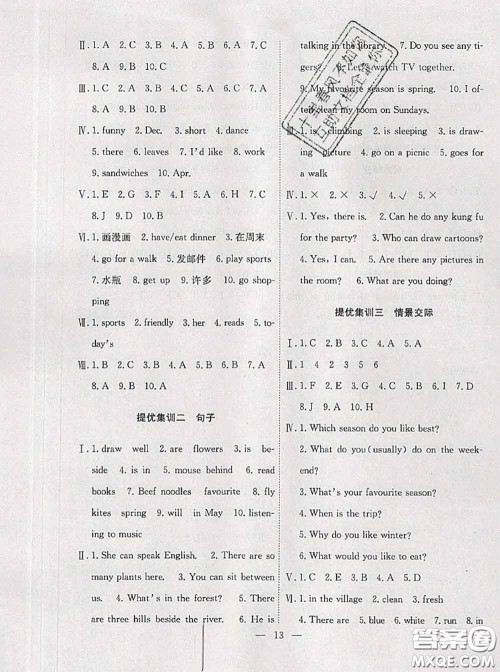 Ⅱ. 1. A 2. C 3. B 4. C 5. A 6. C 7. B
8. A 9. B 10. A
Ⅲ. 1. F 2. D 3. C 4. H 5. J 6. A 7. E
8. I 9. B 10. G
Ⅳ. 1. funny 2. Dec. 3. third 4. dance
5. there 6. leaves 7. I'd like 8. work
9. sandwiches 10. Apr.
Ⅴ. 1. G 2. C 3. I 4. H 5. A 6. E 7. B
8. J 9. D 10. F
Ⅵ. 1. 画漫画 2. have/eat dinner 3. 在周末
4. go for a walk 5. 发邮件 6. play sports
7. 水瓶 8. get up 9. 许多 10. go shop-
ping
Ⅶ. 1. sports 2. friendly 3. her 4. reads 5. to-
day's
Ⅷ. 1. B 2. B 3. A 4. C 5. A 6. C 7. A
8. B 9. A 10. A
提优集训二 句子
Ⅰ. 1. draw well 2. are flowers 3. is be-
side 4. is in 5. drawing behind 6. read
books 7. Beef noodles favourite 8. fly
kites spring 9. will in May 10. listen-
ing to music
Ⅱ. 1. She can speak English. 2. There are so
many tall buildings. 3. You can sit between
us. 4. What's in the forest? 5. There
are three hills beside the river. 6. He is
talking in the library. 7. Do you see any ti-
gers? 8. Let's watch TV together.
9. My favourite season is spring. 10. I of-
ten clean my room on Sundays.
Ⅲ. 1. is climbing 2. is sleeping 3. is draw-
ing picture 4. go on a picnic 5. goes for
a walk
Ⅳ. 1. × 2. × 3. √ 4. × 5. √
Ⅴ. 1. Yes, there is. 2. Can he do any kung fu
for the party? 3. Can you draw cartoons?
4. Yes, I can. 5. Are there any pictures in
the room? 6. What are you doing?
提优集训三 情景交际
Ⅰ. 1. C 2. C 3. A 4. A 5. A
Ⅲ. 1. F 2. E 3. G 4. I 5. H 6. C 7. D
8. J 9. A 10. B
Ⅳ. 1. Which season do you like best?
2. What do you(usually) do on the week-
end?
3. What's your favourite season?
4. When is the trip?
5. Why do you like winter?
6. What would you like to eat?
Ⅴ. 1. D 2. C 3. E 4. B 5. A
Ⅵ. 1. in the village 2. clean 3. fresh
4. small 5. there 6. white 7. run 8. in
13
答案圈
MXQE.COM